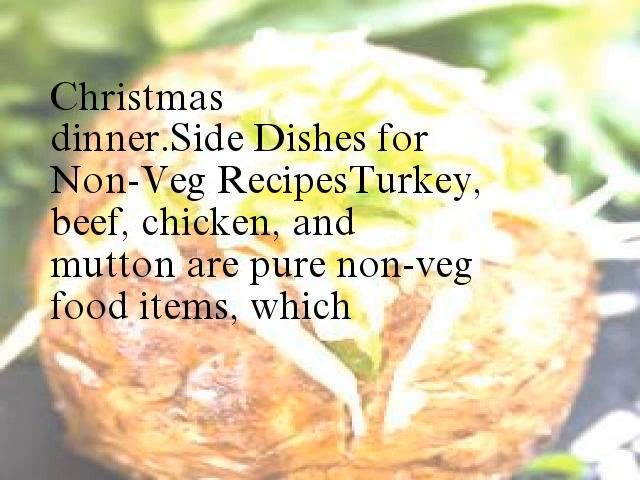 Christmas
dinner.Side Dishes for
Non-Veg RecipesTurkey,
beef, chicken, and
mutton are pure non-veg
food items, which